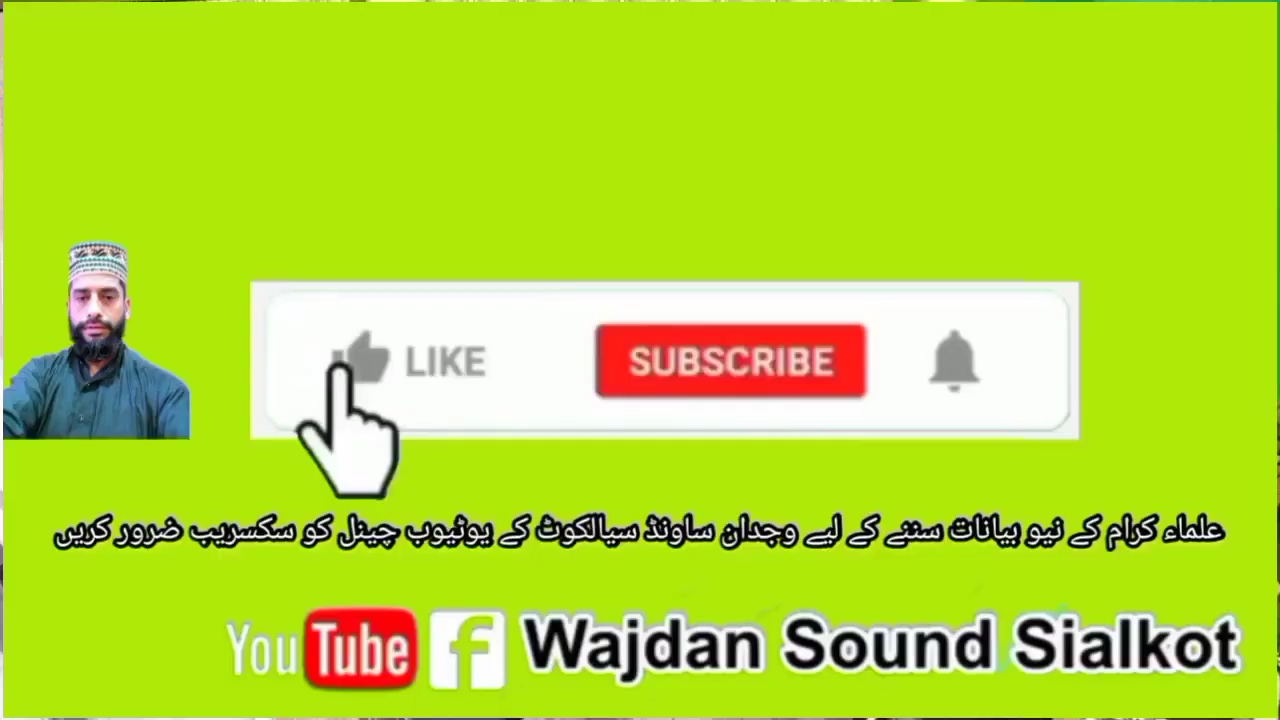 LIKE SUBSCRIBE
علماء کرام کے نیو بیانات سننے کے لیے وجدان ساونڈ سیالکوٹ کے یوٹیوب چینل کو سکسریب ضرور کریں
YouTube f Wajdan Sound Sialkot